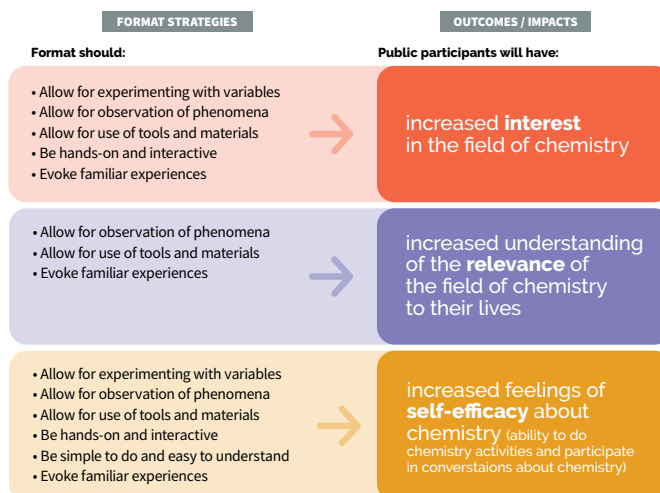 FORMAT STRATEGIES
OUTCOMES / IMPACTS
Format should:
Public participants will have:
• Allow for experimenting with variables
• Allow for observation of phenomena
• Allow for use of tools and materials
• Be hands-on and interactive
• Evoke familiar experiences
increased interest
in the field of chemistry
• Allow for observation of phenomena
• Allow for use of tools and materials
• Evoke familiar experiences
increased understanding
of the relevance of
the field of chemistry
to their lives
• Allow for experimenting with variables
• Allow for observation of phenomena
• Allow for use of tools and materials
• Be hands-on and interactive
• Be simple to do and easy to understand
• Evoke familiar experiences
increased feelings of
self-efficacy about
chemistry (ability to do
chemistry activities and participate
in converstaions about chemistry)